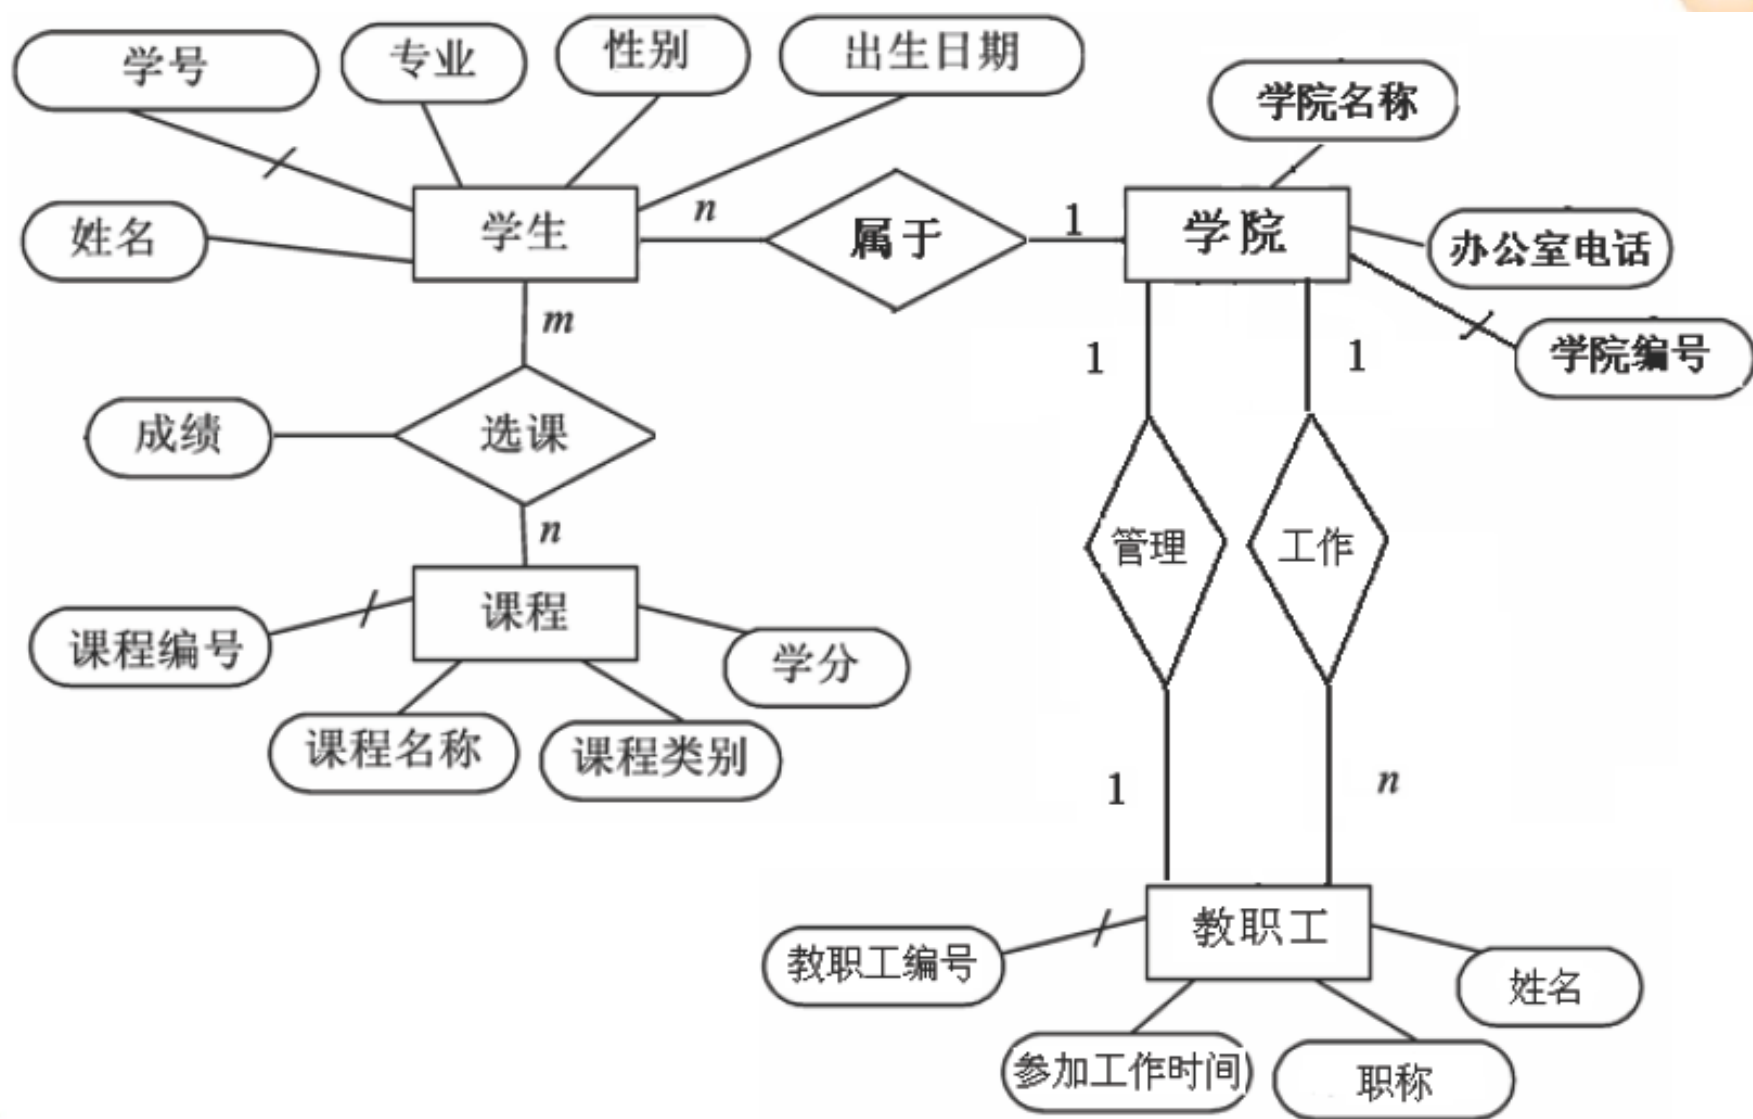 学号
专业
性别
出生日期
学院名称
姓名
学生
n
属于
1
学院
办公室电话
m
1
1
学院编号
成绩
选课
n
管理
工作
课程编号
课程
学分
课程名称
课程类别
1
n
教职工编号
教职工
姓名
参加工作时间
职称